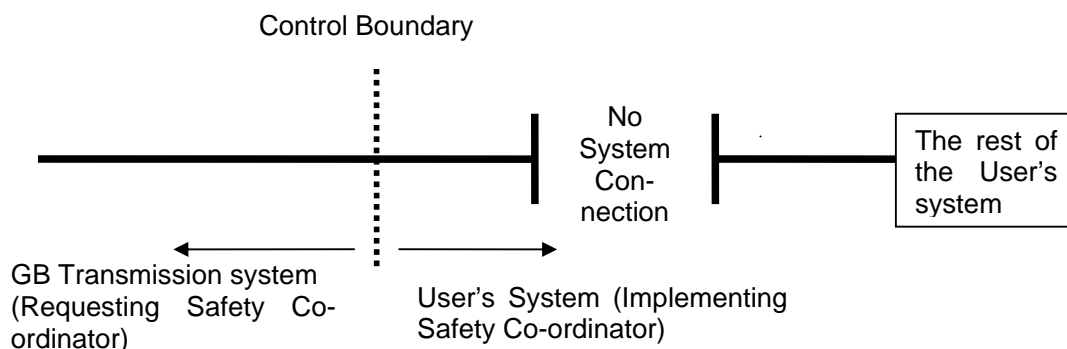 Control Boundary
No
System
Con-
nection
The rest of
the User's
system
GB Transmission system
(Requesting Safety Co-
ordinator)
User's System (Implementing
Safety Co-ordinator)